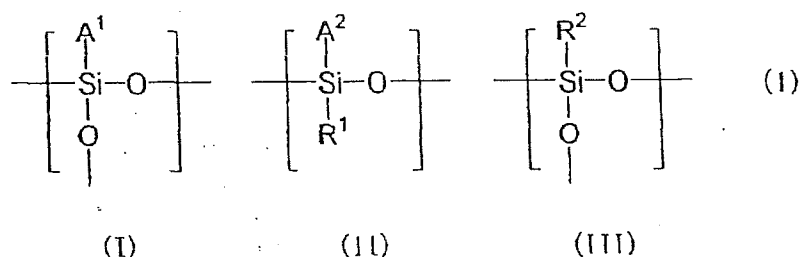 A¹ A² R²
Si O Si O Si O (1)
O R¹ O
(I) (II) (III)